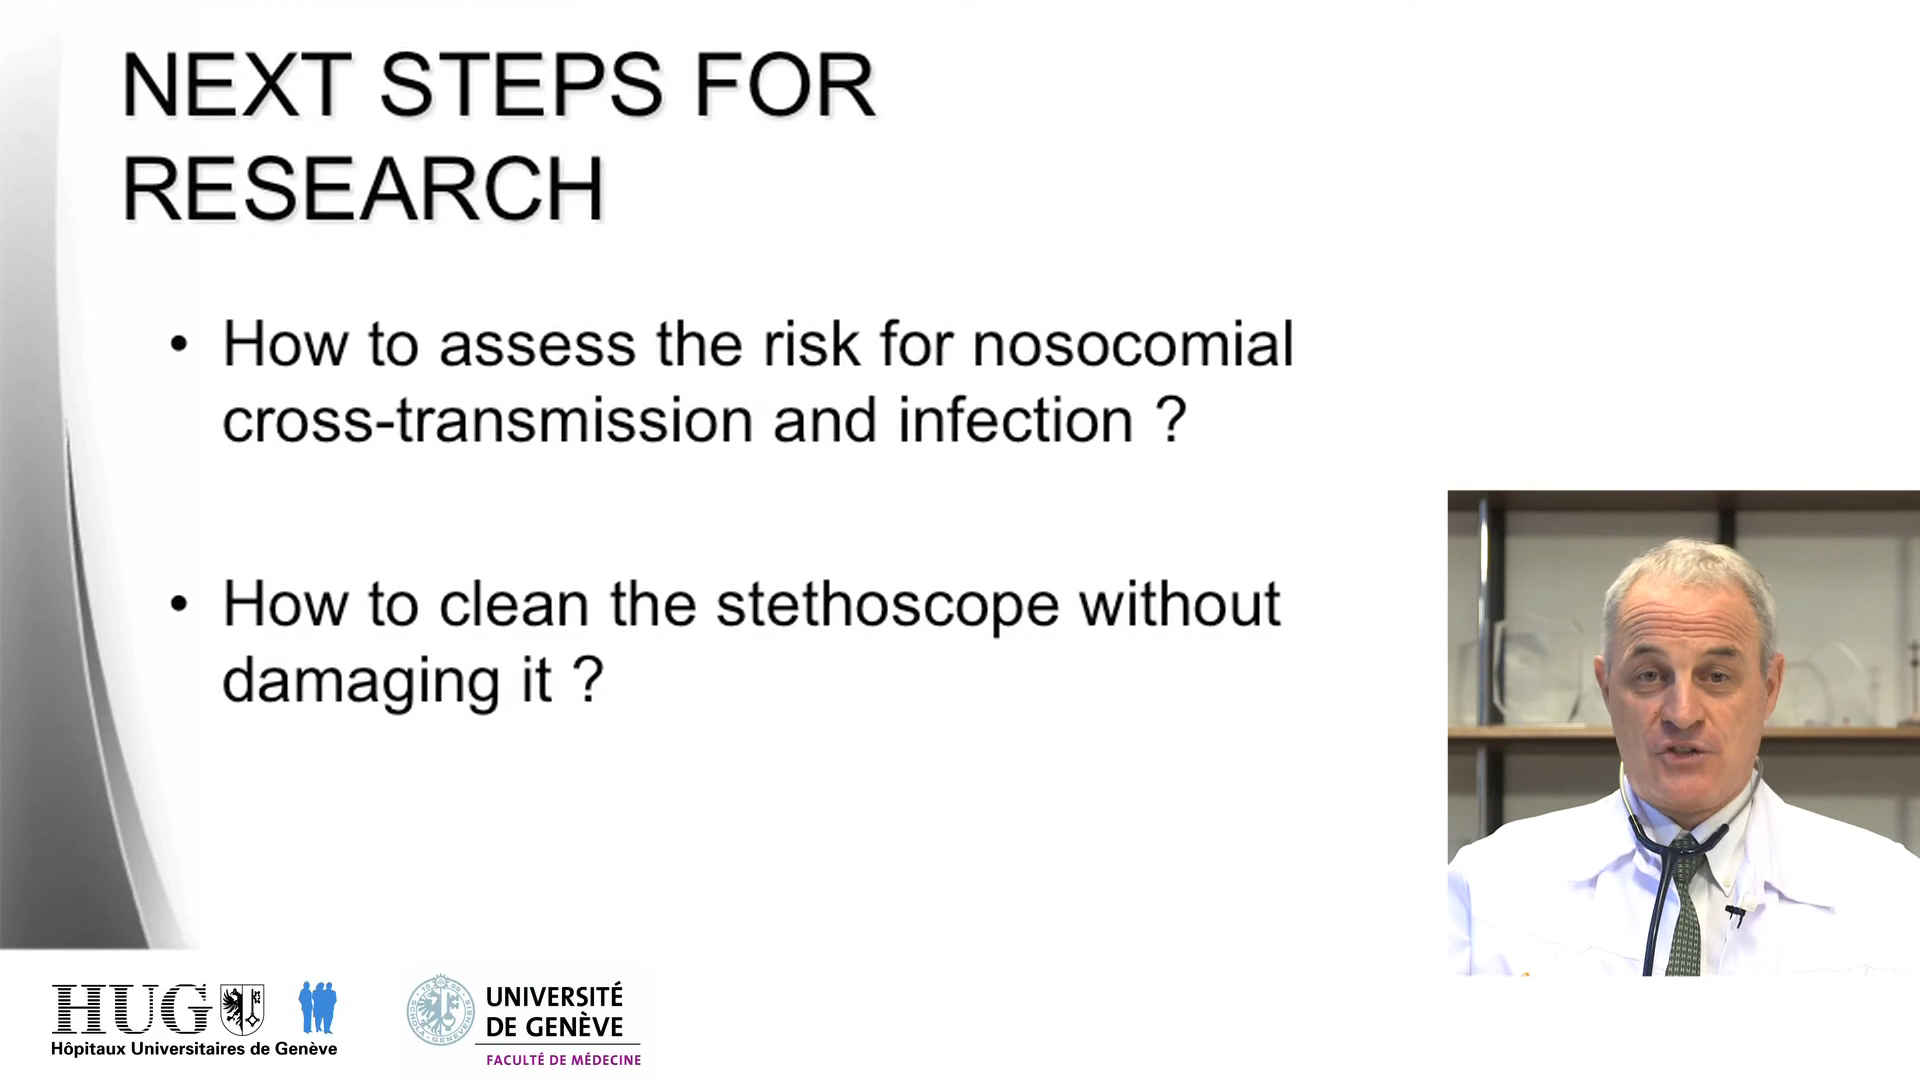 NEXT STEPS FOR
RESEARCH
• How to assess the risk for nosocomial
cross-transmission and infection ?
• How to clean the stethoscope without
damaging it ?
HUG
Hôpitaux Universitaires de Genève
UNIVERSITÉ
DE GENÈVE
FACULTÉ DE MÉDECINE